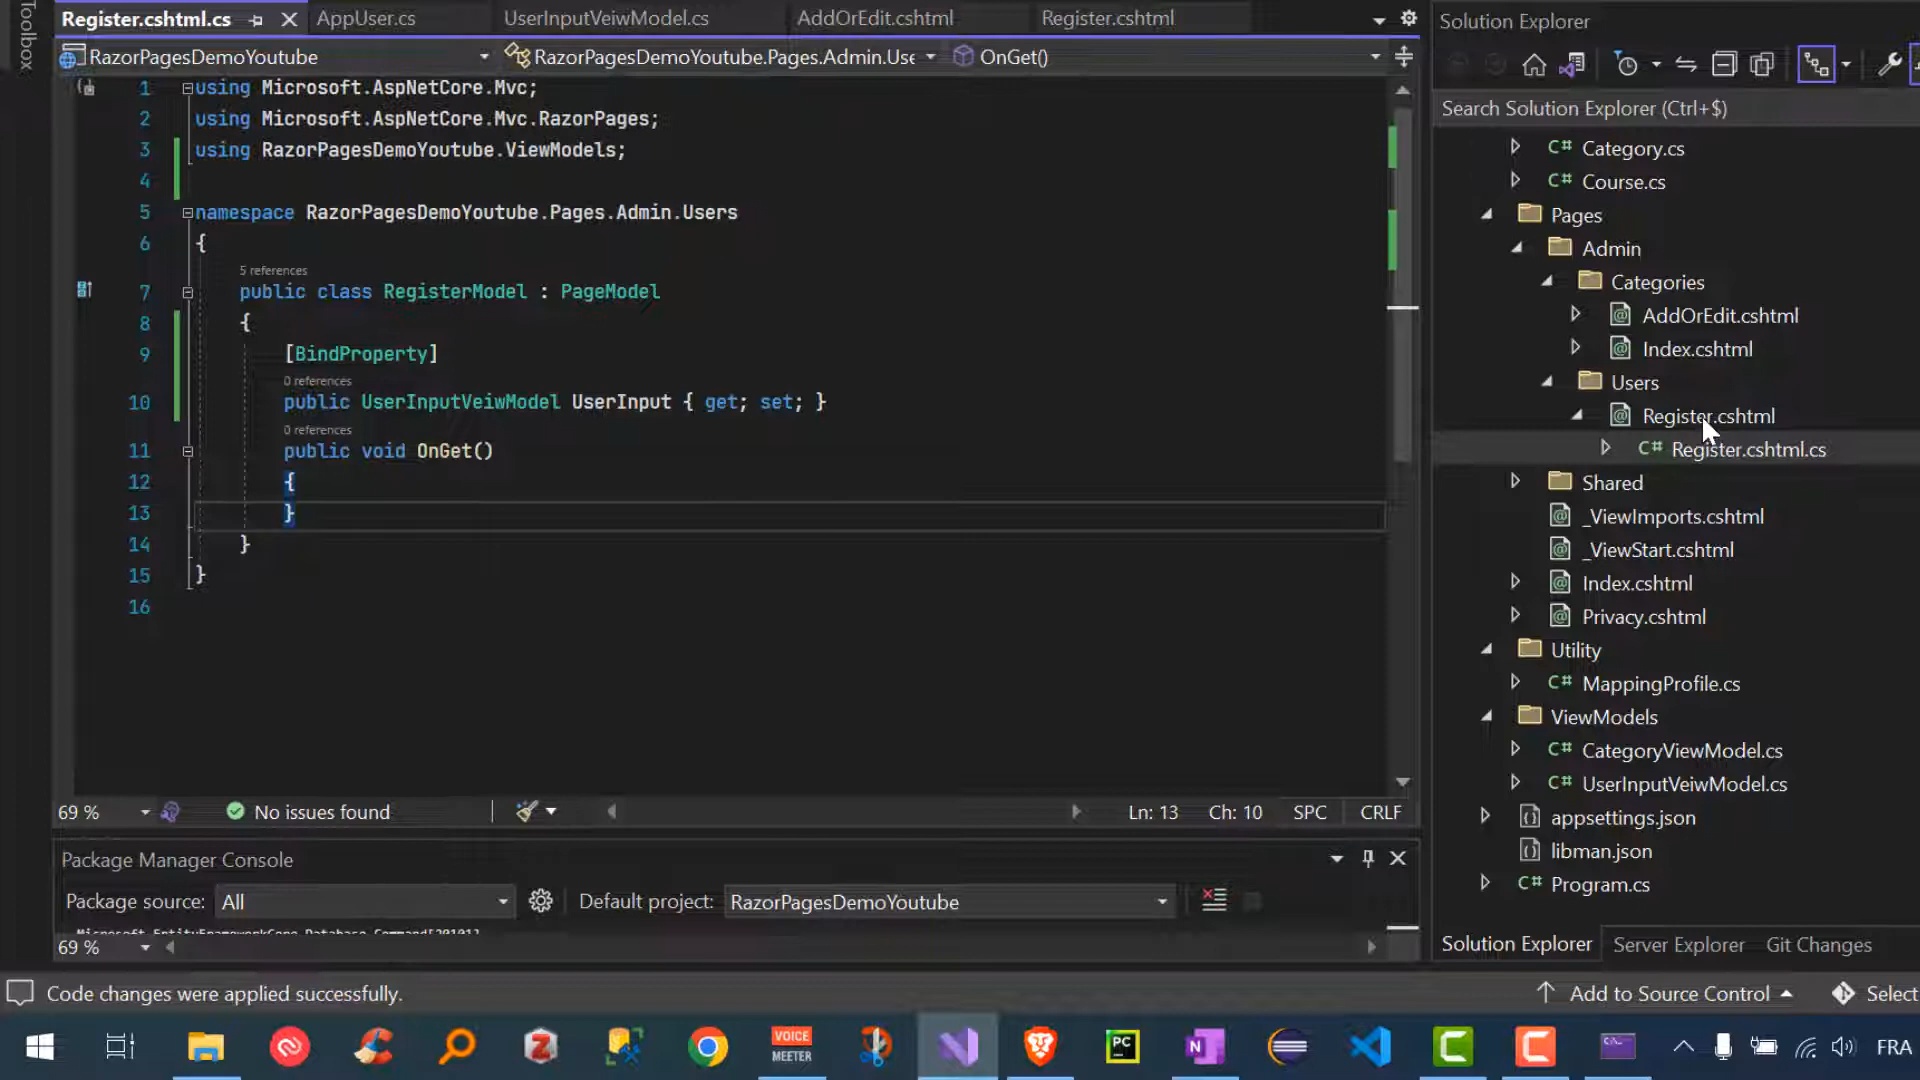 Toolbox
Register.cshtml.cs
AppUser.cs
UserInputVeiwModel.cs
AddOrEdit.cshtml
Register.cshtml
RazorPagesDemoYoutube
RazorPagesDemoYoutube.Pages.Admin.Use
OnGet()
1 using Microsoft.AspNetCore.Mvc;
2 using Microsoft.AspNetCore.Mvc.RazorPages;
3 using RazorPagesDemoYoutube.ViewModels;
4
5 namespace RazorPagesDemoYoutube.Pages.Admin.Users
6 {
5 references
7 public class RegisterModel : PageModel
8 {
9 [BindProperty]
0 references
10 public UserInputVeiwModel UserInput { get; set; }
0 references
11 public void OnGet()
12 {
13 }
14 }
15 }
16
69 %
No issues found
Ln: 13
Ch: 10
SPC
CRLF
Package Manager Console
Package source:
All
Default project:
RazorPagesDemoYoutube
Microsoft.EntityFrameworkCore.Database.Command[20101]
69 %
Solution Explorer
Search Solution Explorer (Ctrl+$)
C# Category.cs
C# Course.cs
Pages
Admin
Categories
AddOrEdit.cshtml
Index.cshtml
Users
Register.cshtml
C# Register.cshtml.cs
Shared
_ViewImports.cshtml
_ViewStart.cshtml
Index.cshtml
Privacy.cshtml
Utility
C# MappingProfile.cs
ViewModels
C# CategoryViewModel.cs
C# UserInputVeiwModel.cs
appsettings.json
libman.json
C# Program.cs
Solution Explorer
Server Explorer
Git Changes
Code changes were applied successfully.
Add to Source Control
Select
VOICE
MEETER
PC
N
FRA